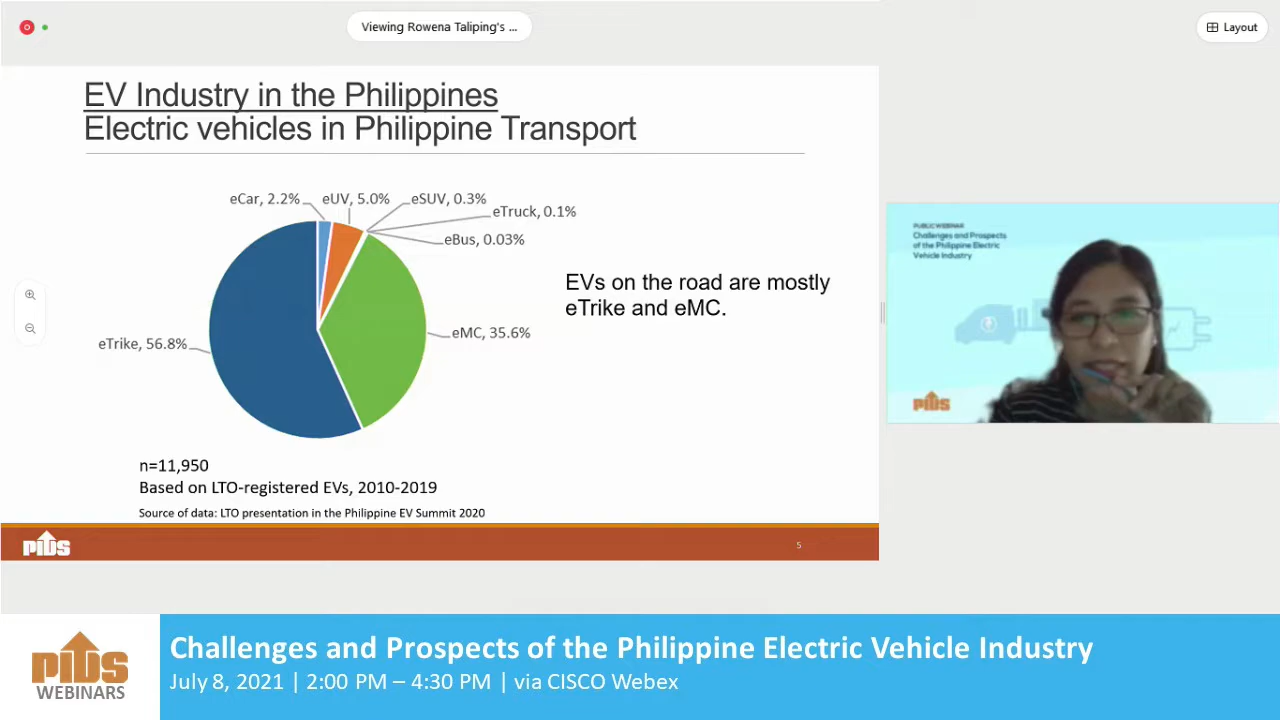 Viewing Rowena Taliping's ...
Layout
EV Industry in the Philippines
Electric vehicles in Philippine Transport
eCar, 2.2%
eUV, 5.0%
eSUV, 0.3%
eTruck, 0.1%
eBus, 0.03%
EVs on the road are mostly
eTrike and eMC.
eMC, 35.6%
eTrike, 56.8%
n=11,950
Based on LTO-registered EVs, 2010-2019
Source of data: LTO presentation in the Philippine EV Summit 2020
PIDS
5
PUBLIC WEBINAR
Challenges and Prospects
of the Philippine Electric
Vehicle Industry
PIDS
PIDS
WEBINARS
Challenges and Prospects of the Philippine Electric Vehicle Industry
July 8, 2021 | 2:00 PM – 4:30 PM | via CISCO Webex